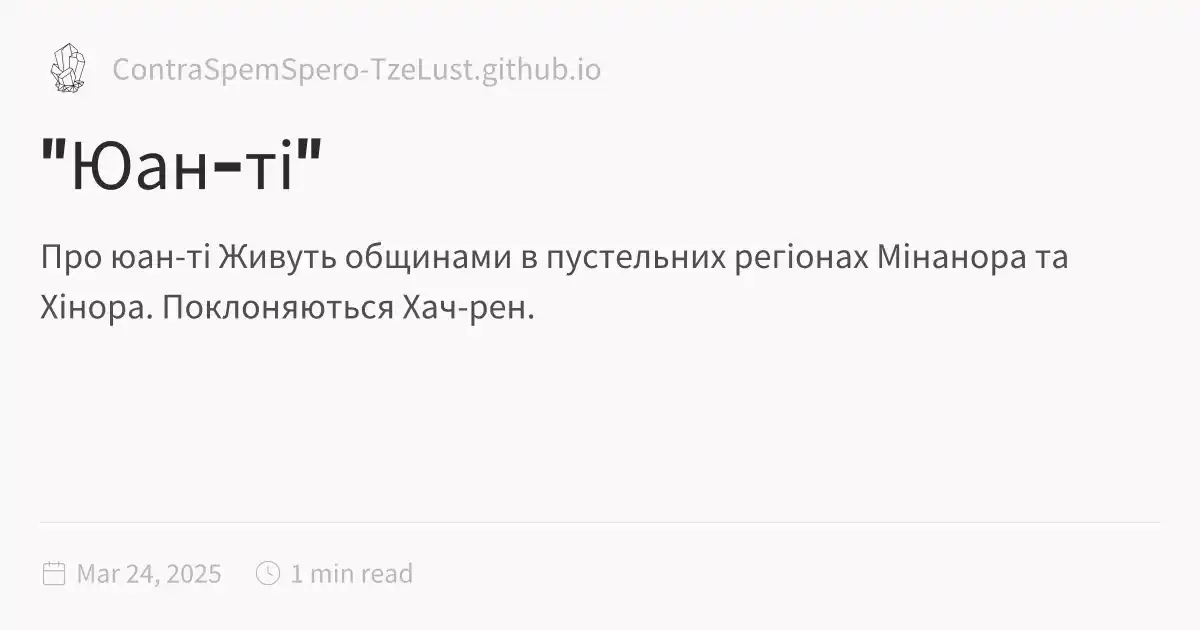 ContraSpemSpero-TzeLust.github.io
"Юан-ті"
Про юан-ті Живуть общинами в пустельних регіонах Мінанора та
Хінора. Поклоняються Хач-рен.
Mar 24, 2025 1 min read